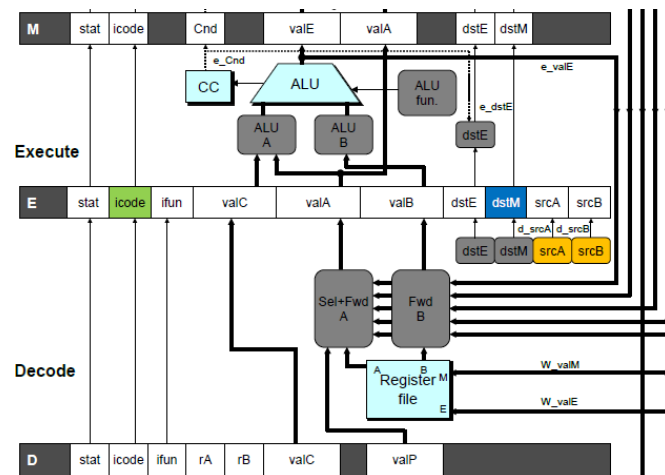 M stat icode Cnd valE valA dstE dstM
e_Cnd
e_valE
CC
ALU
ALU
fun.
e_dstE
ALU
A
ALU
B
dstE
Execute
E stat icode ifun valC valA valB dstE dstM srcA srcB
d_srcA d_srcB
dstE dstM srcA srcB
Sel+Fwd
A
Fwd
B
Decode
A B
Register
file
M
E
W_valM
W_valE
D stat icode ifun rA rB valC valP